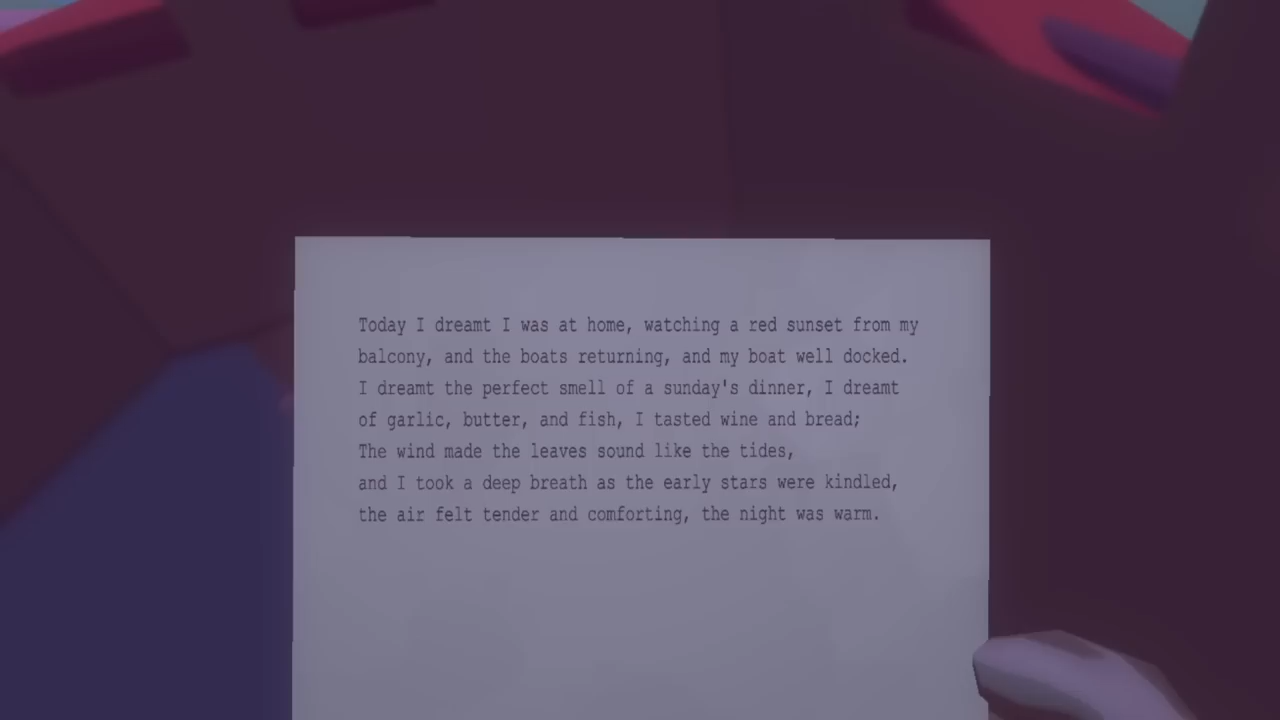 Today I dreamt I was at home, watching a red sunset from my
balcony, and the boats returning, and my boat well docked.
I dreamt the perfect smell of a sunday's dinner, I dreamt
of garlic, butter, and fish, I tasted wine and bread;
The wind made the leaves sound like the tides,
and I took a deep breath as the early stars were kindled,
the air felt tender and comforting, the night was warm.